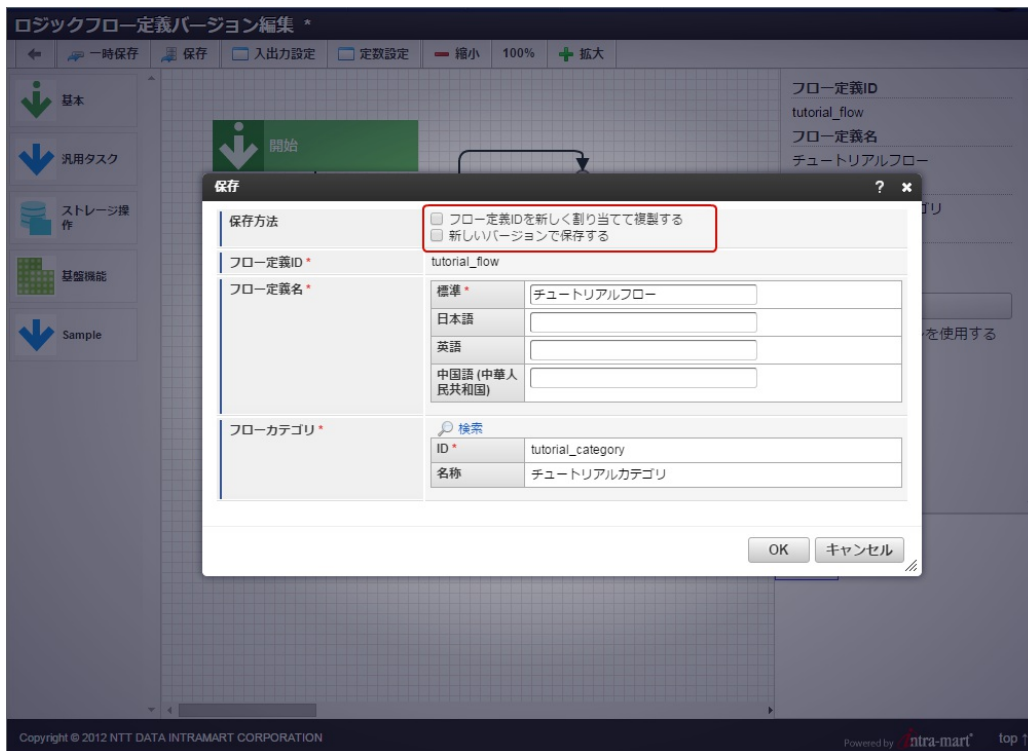 ロジックフロー定義バージョン編集 *
一時保存 保存 入出力設定 定数設定 縮小 100% 拡大
基本
汎用タスク
ストレージ操
作
基盤機能
Sample
開始
フロー定義ID
tutorial_flow
フロー定義名
チュートリアルフロー
ゴリ
を使用する
保存 ?
保存方法
フロー定義IDを新しく割り当てて複製する
新しいバージョンで保存する
フロー定義ID *
tutorial_flow
フロー定義名 *
標準 * チュートリアルフロー
日本語
英語
中国語 (中華人
民共和国)
フローカテゴリ *
検索
ID * tutorial_category
名称 チュートリアルカテゴリ
OK キャンセル
Copyright © 2012 NTT DATA INTRAMART CORPORATION
Powered by intra-mart top ↑